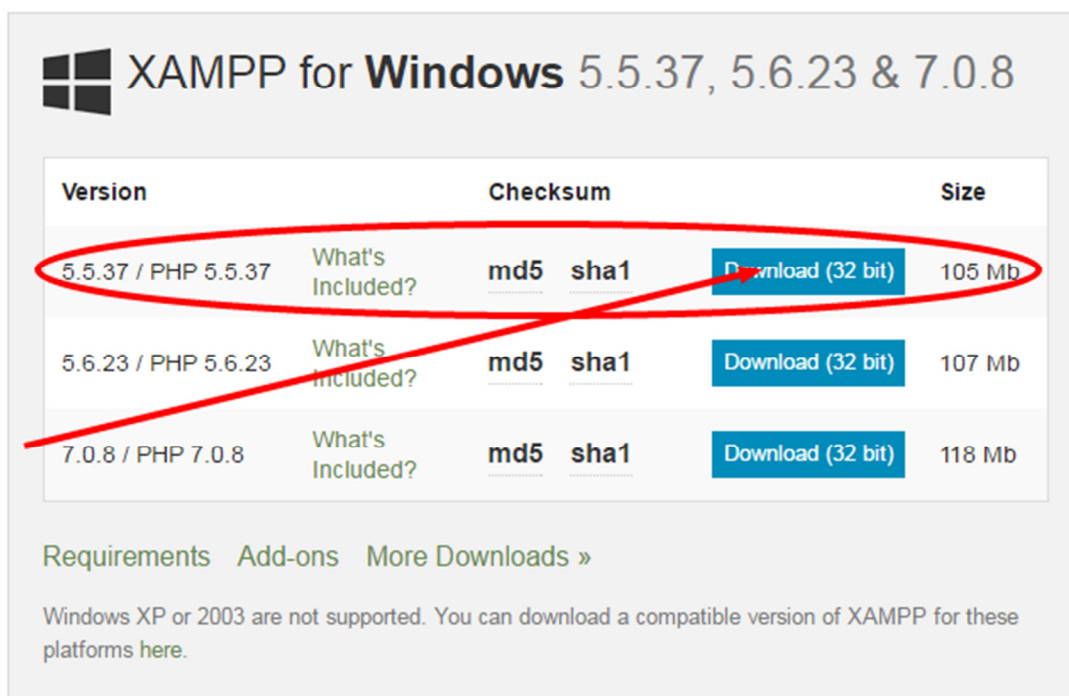 XAMPP for Windows 5.5.37, 5.6.23 & 7.0.8
Version Checksum Size
5.5.37 / PHP 5.5.37 What's Included? md5 sha1 Download (32 bit) 105 Mb
5.6.23 / PHP 5.6.23 What's Included? md5 sha1 Download (32 bit) 107 Mb
7.0.8 / PHP 7.0.8 What's Included? md5 sha1 Download (32 bit) 118 Mb
Requirements Add-ons More Downloads »
Windows XP or 2003 are not supported. You can download a compatible version of XAMPP for these
platforms here.